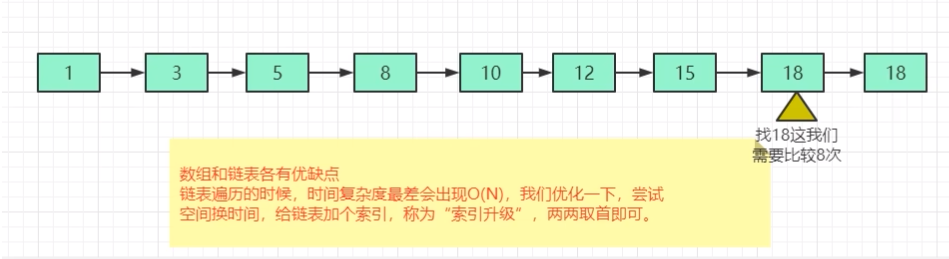 1 3 5 8 10 12 15 18 18
找18这我们
需要比较8次
数组和链表各有优缺点
链表遍历的时候，时间复杂度最差会出现O(N)，我们优化一下，尝试
空间换时间，给链表加个索引，称为“索引升级”，两两取首即可。